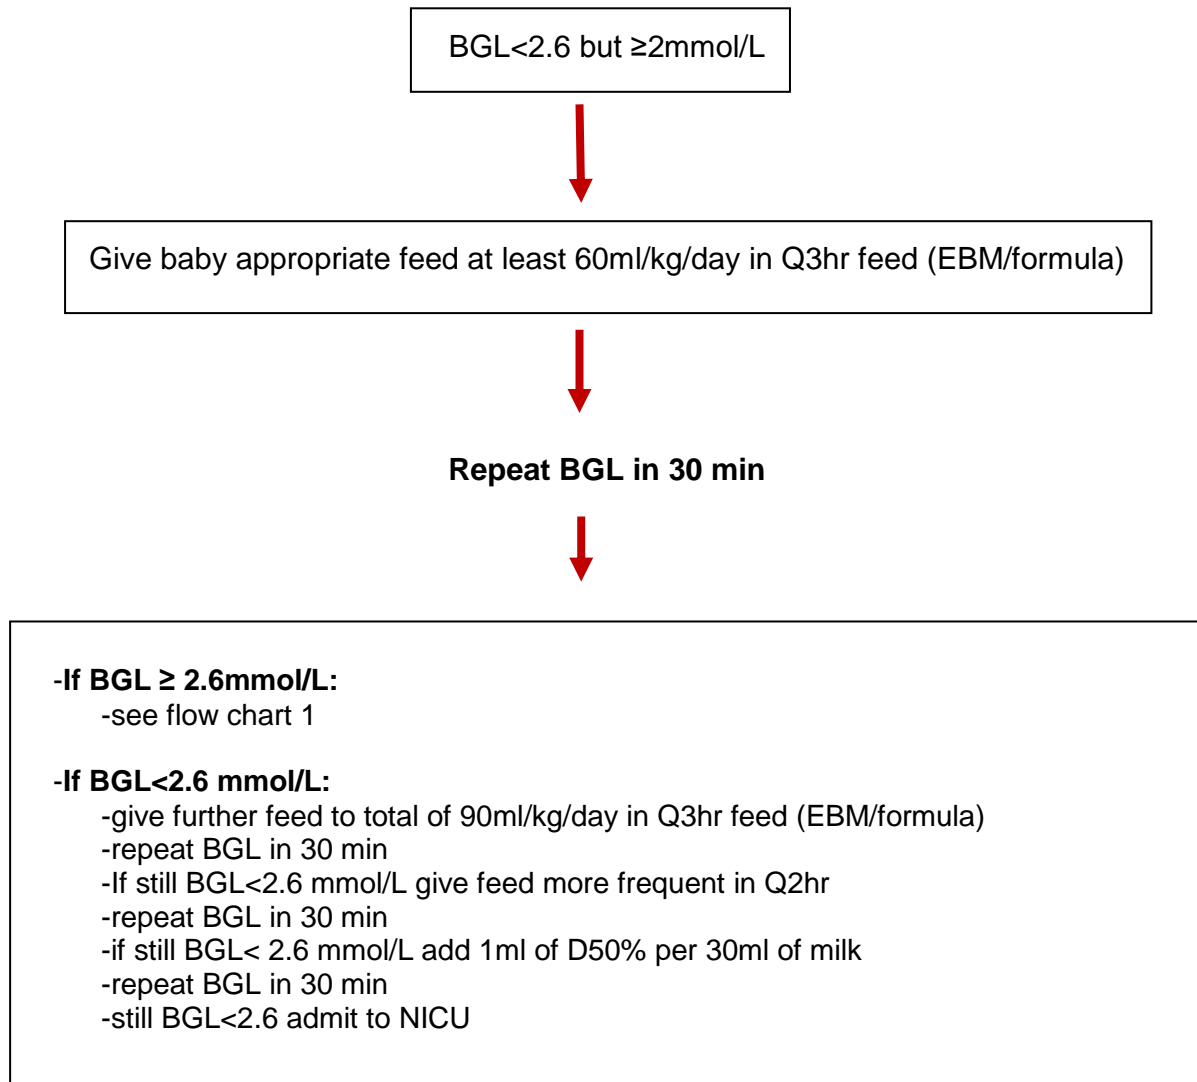 BGL<2.6 but ≥2mmol/L
Give baby appropriate feed at least 60ml/kg/day in Q3hr feed (EBM/formula)
Repeat BGL in 30 min
-If BGL ≥ 2.6mmol/L:
-see flow chart 1
-If BGL<2.6 mmol/L:
-give further feed to total of 90ml/kg/day in Q3hr feed (EBM/formula)
-repeat BGL in 30 min
-If still BGL<2.6 mmol/L give feed more frequent in Q2hr
-repeat BGL in 30 min
-if still BGL< 2.6 mmol/L add 1ml of D50% per 30ml of milk
-repeat BGL in 30 min
-still BGL<2.6 admit to NICU